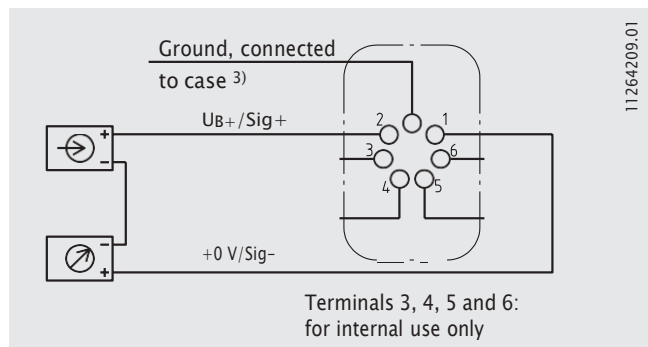 Ground, connected
to case 3)
11264209.01
UB+/Sig+
2
1
+
−
3
6
4
5
−
+
+0 V/Sig–
Terminals 3, 4, 5 and 6:
for internal use only